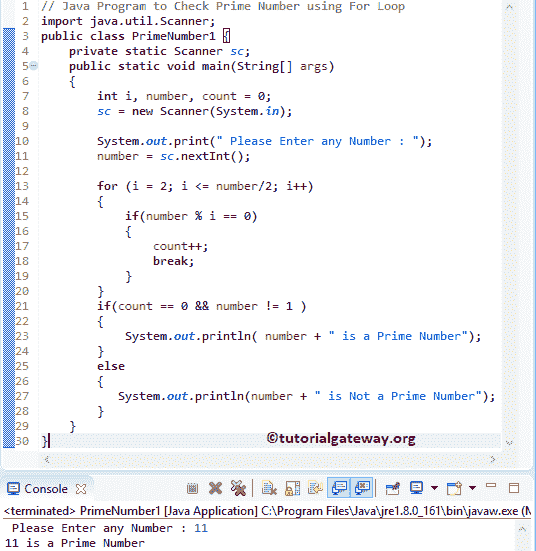 1 // Java Program to Check Prime Number using For Loop
2 import java.util.Scanner;
3 public class PrimeNumber1 {
4     private static Scanner sc;
5     public static void main(String[] args)
6     {
7         int i, number, count = 0;
8         sc = new Scanner(System.in);
9
10         System.out.print(" Please Enter any Number : ");
11         number = sc.nextInt();
12
13         for (i = 2; i <= number/2; i++)
14         {
15             if(number % i == 0)
16             {
17                 count++;
18                 break;
19             }
20         }
21         if(count == 0 && number != 1 )
22         {
23             System.out.println( number + " is a Prime Number");
24         }
25         else
26         {
27             System.out.println(number + " is Not a Prime Number");
28         }
29     }
30 }
©tutorialgateway.org
Console
<terminated> PrimeNumber1 [Java Application] C:\Program Files\Java\jre1.8.0_161\bin\javaw.exe (N
Please Enter any Number : 11
11 is a Prime Number